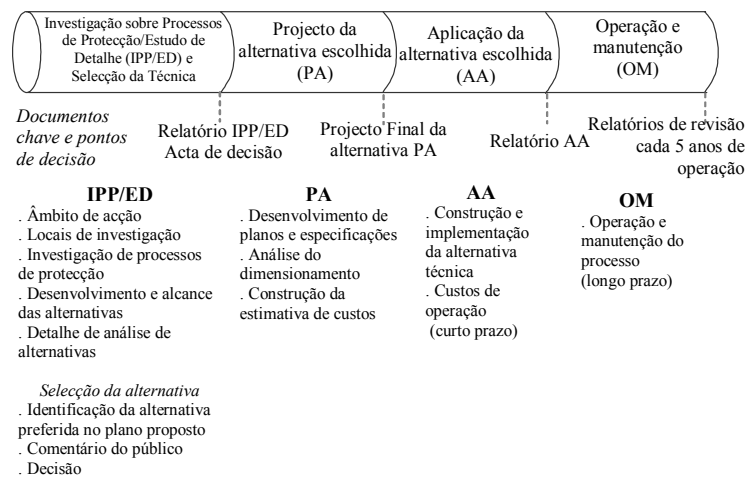 Investigação sobre Processos
de Protecção/Estudo de
Detalhe (IPP/ED) e
Selecção da Técnica
Projecto da
alternativa escolhida
(PA)
Aplicação da
alternativa escolhida
(AA)
Operação e
manutenção
(OM)
Documentos
chave e pontos
de decisão
Relatório IPP/ED
Acta de decisão
Projecto Final da
alternativa PA
Relatório AA
Relatórios de revisão
cada 5 anos de
operação
IPP/ED
. Âmbito de acção
. Locais de investigação
. Investigação de processos
de protecção
. Desenvolvimento e alcance
das alternativas
. Detalhe de análise de
alternativas
Selecção da alternativa
. Identificação da alternativa
preferida no plano proposto
. Comentário do público
. Decisão
PA
. Desenvolvimento de
planos e especificações
. Análise do
dimensionamento
. Construção da
estimativa de custos
AA
. Construção e
implementação
da alternativa
técnica
. Custos de
operação
(curto prazo)
OM
. Operação e
manutenção do
processo
(longo prazo)